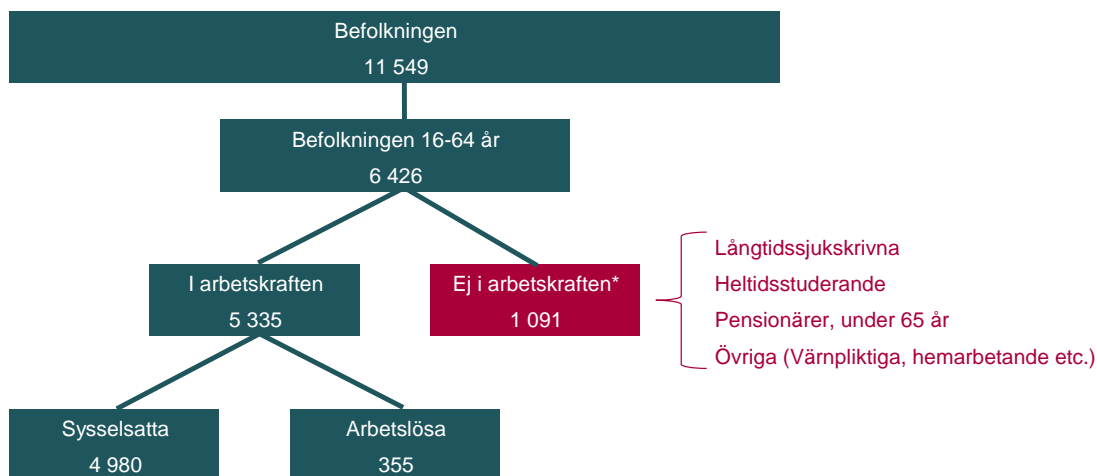 Befolkningen
11 549
Befolkningen 16-64 år
6 426
I arbetskraften
5 335
Ej i arbetskraften*
1 091
Långtidssjukskrivna
Heltidsstuderande
Pensionärer, under 65 år
Övriga (Värnpliktiga, hemarbetande etc.)
Sysselsatta
4 980
Arbetslösa
355